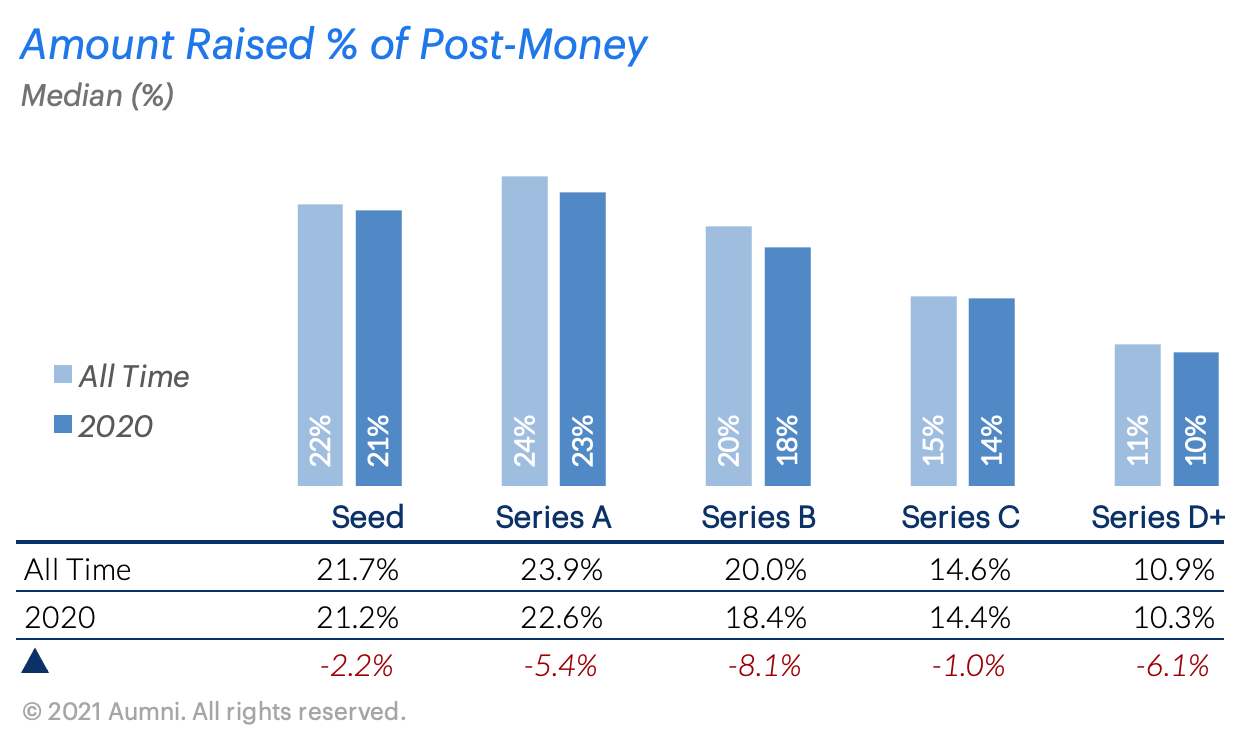 Amount Raised % of Post-Money
Median (%)
All Time
2020
22% 21% 24% 23% 20% 18% 15% 14% 11% 10%
Seed Series A Series B Series C Series D+
All Time 21.7% 23.9% 20.0% 14.6% 10.9%
2020 21.2% 22.6% 18.4% 14.4% 10.3%
▲ -2.2% -5.4% -8.1% -1.0% -6.1%
© 2021 Aumni. All rights reserved.